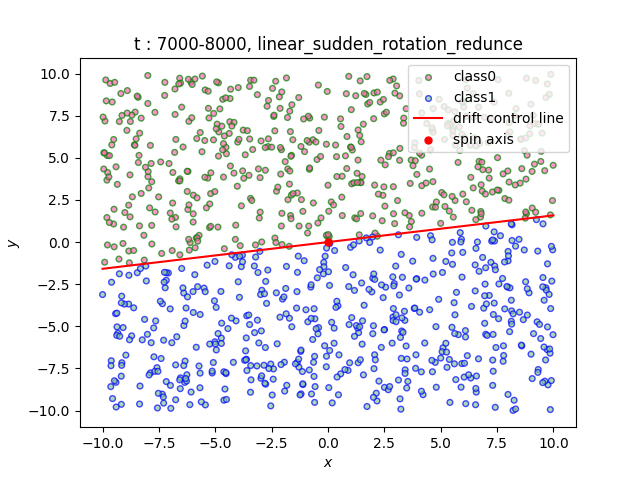 t : 7000-8000, linear_sudden_rotation_redunce
class0
class1
drift control line
spin axis
10.0
7.5
5.0
2.5
0.0
−2.5
−5.0
−7.5
−10.0
y
−10.0 −7.5 −5.0 −2.5 0.0 2.5 5.0 7.5 10.0
x